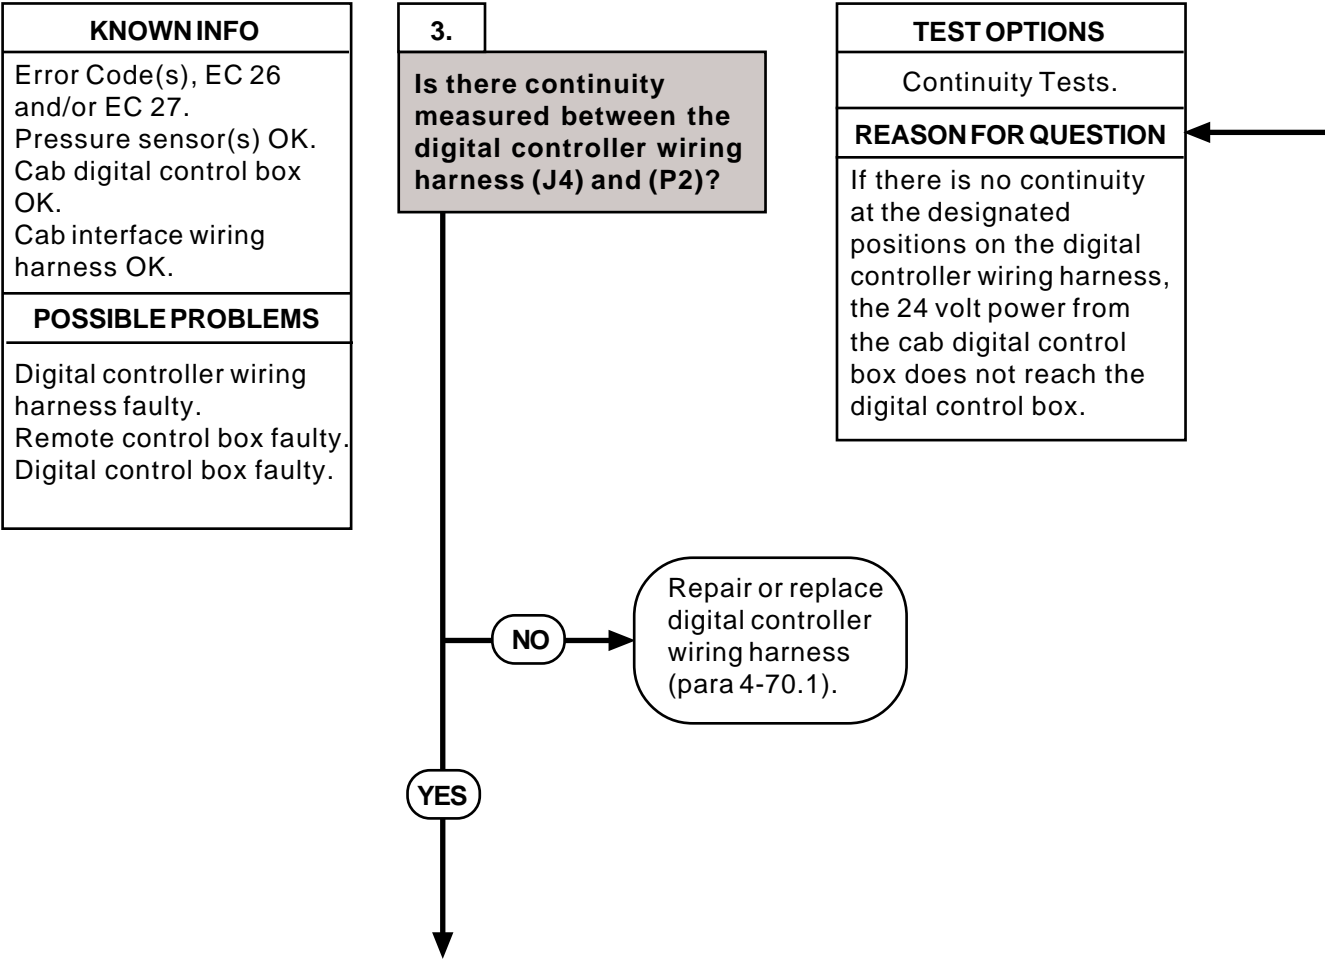 KNOWN INFO
Error Code(s), EC 26
and/or EC 27.
Pressure sensor(s) OK.
Cab digital control box
OK.
Cab interface wiring
harness OK.
POSSIBLE PROBLEMS
Digital controller wiring
harness faulty.
Remote control box faulty.
Digital control box faulty.
3.
Is there continuity
measured between the
digital controller wiring
harness (J4) and (P2)?
TEST OPTIONS
Continuity Tests.
REASON FOR QUESTION
If there is no continuity
at the designated
positions on the digital
controller wiring harness,
the 24 volt power from
the cab digital control
box does not reach the
digital control box.
NO
Repair or replace
digital controller
wiring harness
(para 4-70.1).
YES